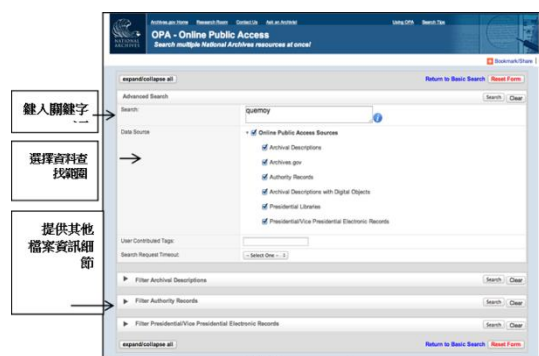 Archives.gov Home Research Room Contact Us Ask an Archivist Using OPA Search Tips
NATIONAL ARCHIVES
OPA - Online Public Access
Search multiple National Archives resources at once!
Bookmark/Share
expand/collapse all Return to Basic Search Reset Form
Advanced Search Search Clear
鍵入關鍵字
Search: quemoy
選擇資料查
找範圍
Data Source Online Public Access Sources
Archival Descriptions
Archives.gov
Authority Records
Archival Descriptions with Digital Objects
Presidential Libraries
Presidential/Vice Presidential Electronic Records
提供其他
檔案資訊細
節
User Contributed Tags:
Search Request Timeout: - Select One -
Filter Archival Descriptions Search Clear
Filter Authority Records Search Clear
Filter Presidential/Vice Presidential Electronic Records Search Clear
expand/collapse all Return to Basic Search Reset Form